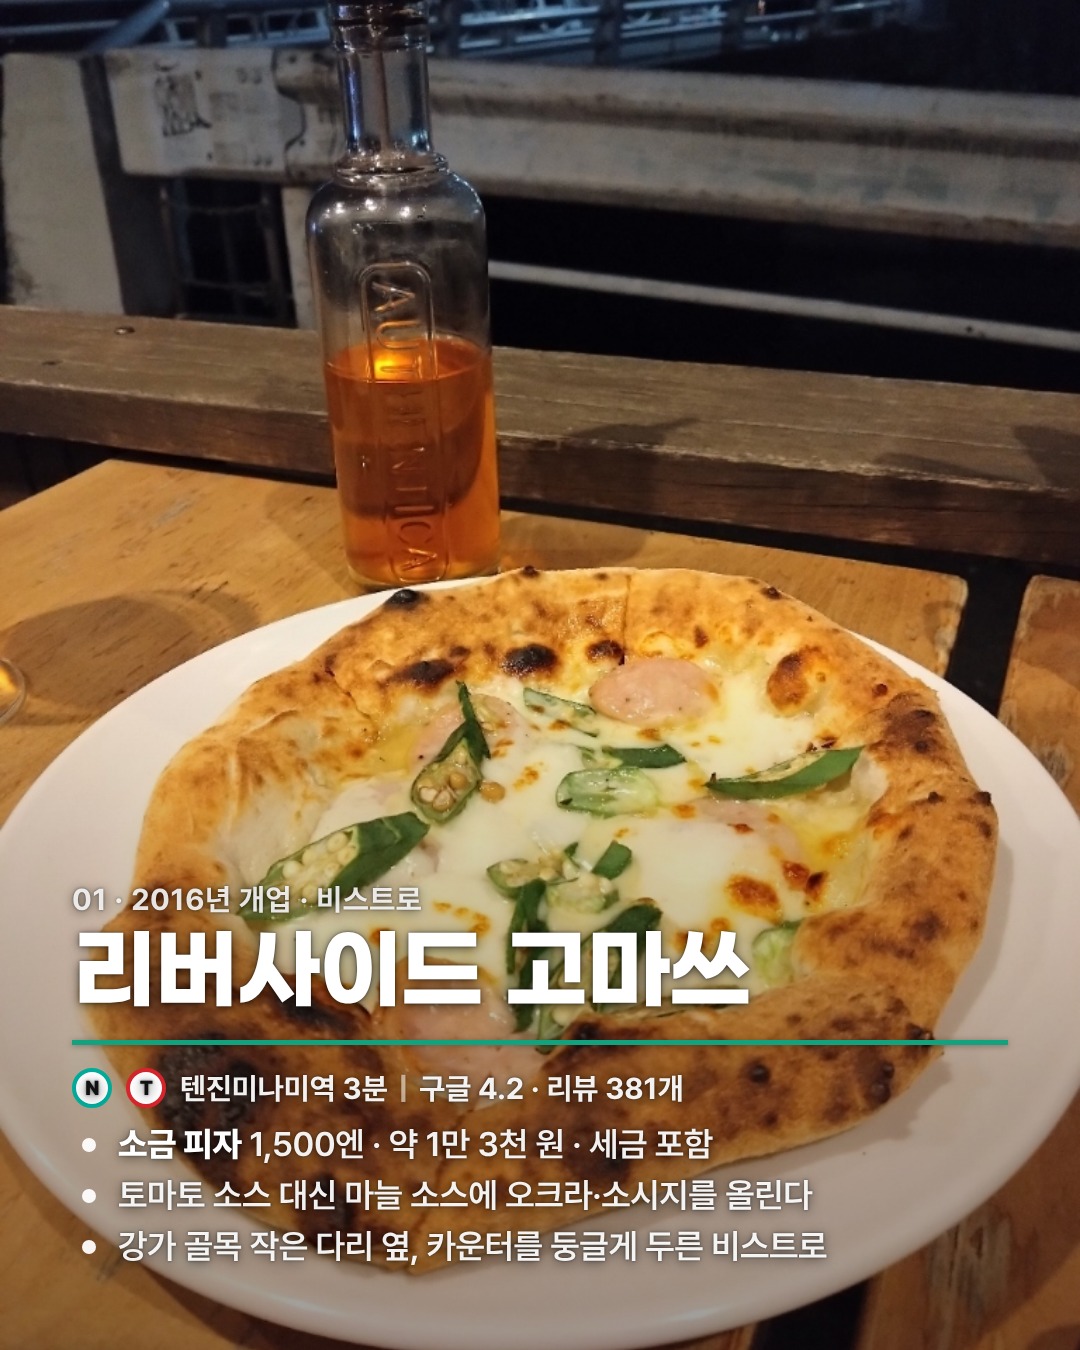 AUTHENTICA
01 · 2016년 개업 · 비스트로
리버사이드 고마쓰
N T 텐진미나미역 3분 | 구글 4.2 · 리뷰 381개
• 소금 피자 1,500엔 · 약 1만 3천 원 · 세금 포함
• 토마토 소스 대신 마늘 소스에 오크라·소시지를 올린다
• 강가 골목 작은 다리 옆, 카운터를 둥글게 두른 비스트로